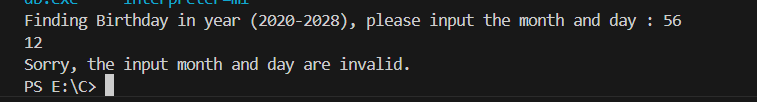 Finding Birthday in year (2020-2028), please input the month and day : 56
12
Sorry, the input month and day are invalid.
PS E:\C>